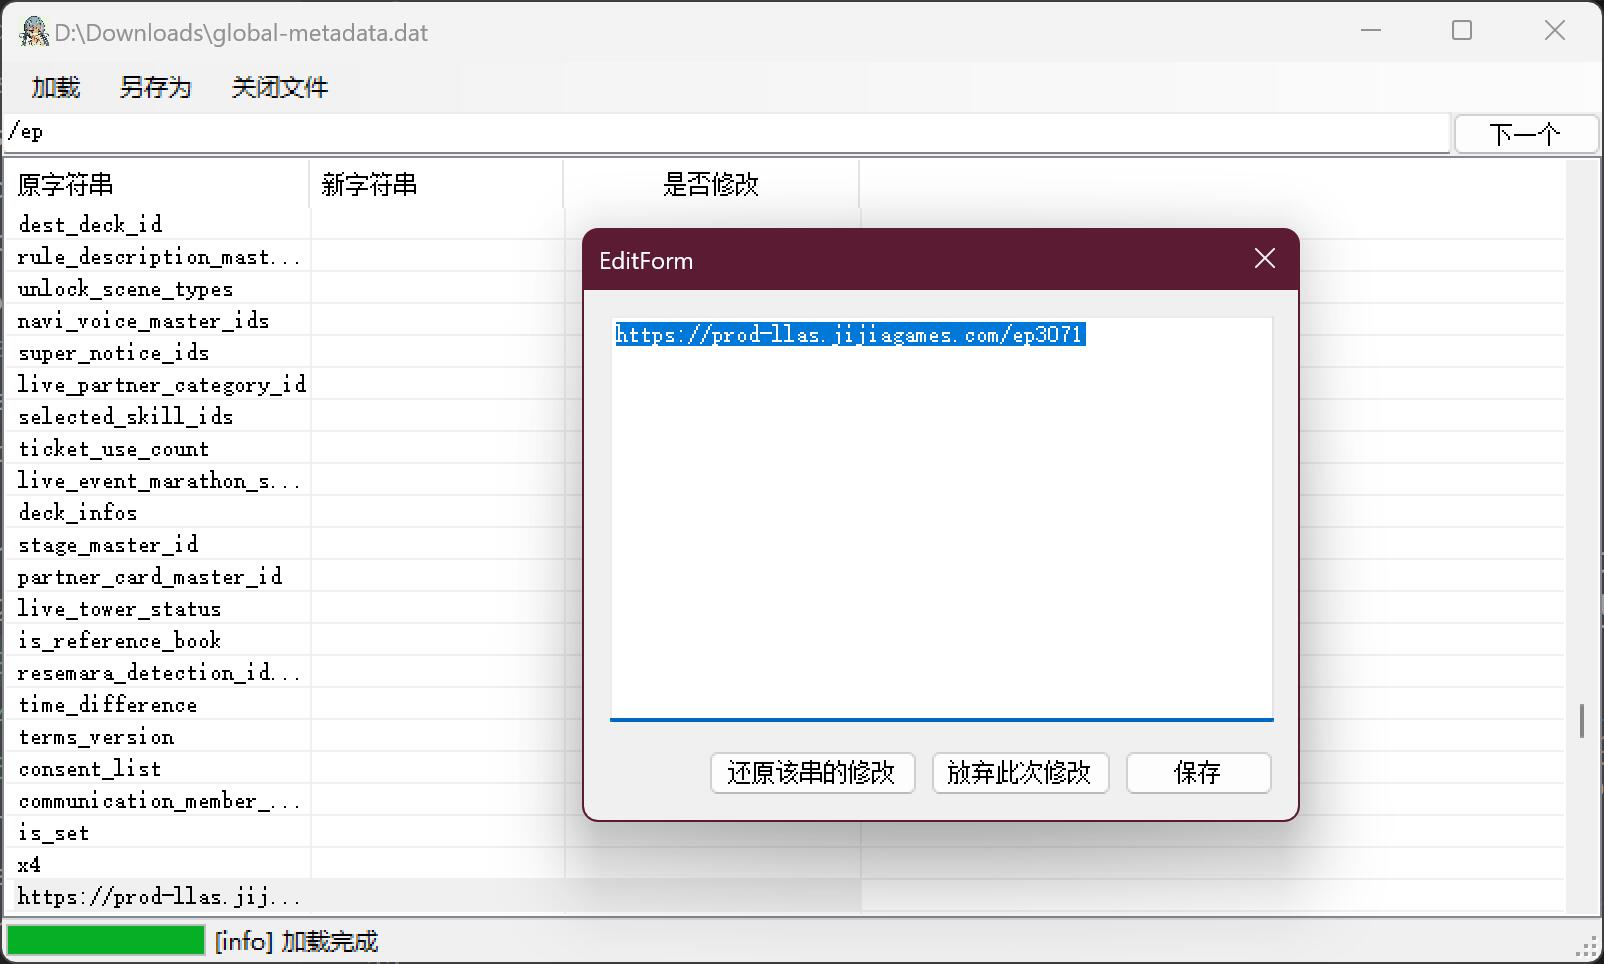 D:\Downloads\global-metadata.dat
加载 另存为 关闭文件
/ep
下一个
原字符串 新字符串 是否修改
dest_deck_id
rule_description_mast...
unlock_scene_types
navi_voice_master_ids
super_notice_ids
live_partner_category_id
selected_skill_ids
ticket_use_count
live_event_marathon_s...
deck_infos
stage_master_id
partner_card_master_id
live_tower_status
is_reference_book
resemara_detection_id...
time_difference
terms_version
consent_list
communication_member_...
is_set
x4
https://prod-llas.jij...
EditForm
https://prod-llas.jijiagames.com/ep3071
还原该串的修改 放弃此次修改 保存
[info] 加载完成